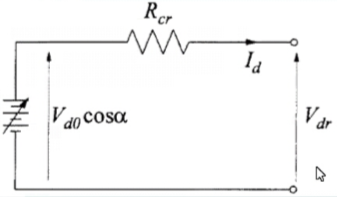 R_cr
I_d
V_d0 cosα
V_dr